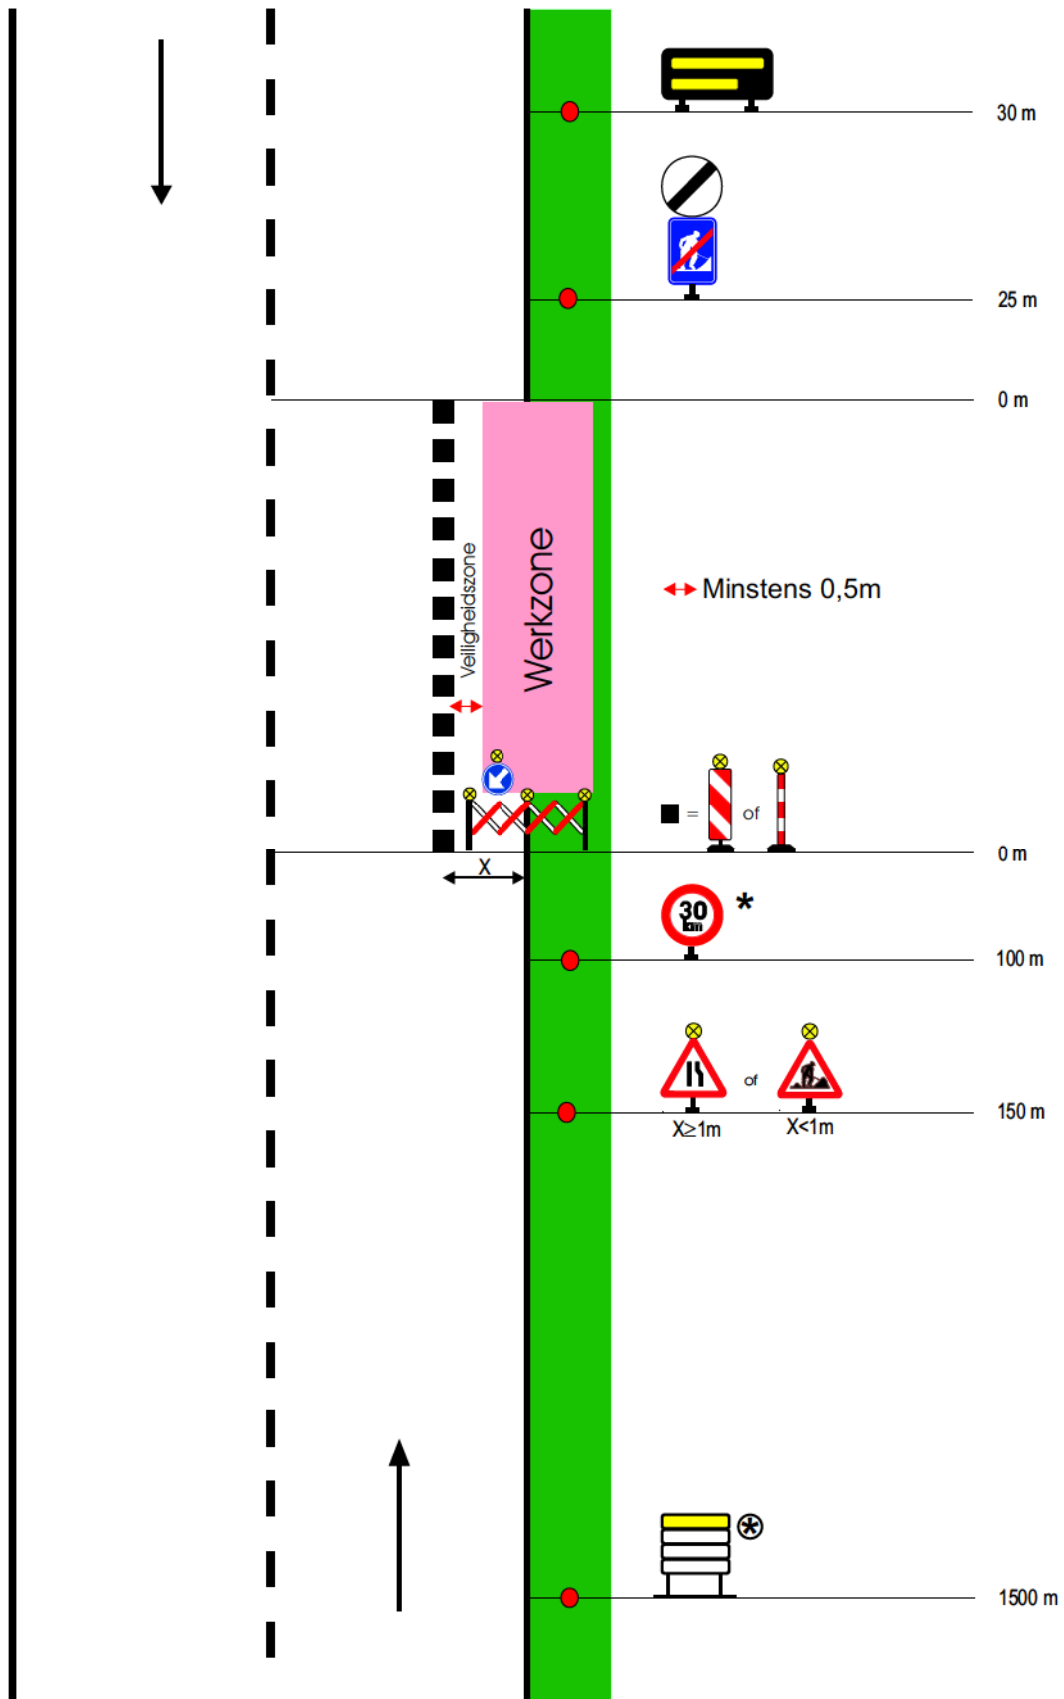 30 m
25 m
0 m
Veiligheidszone
Werkzone
Minstens 0,5m
= of
0 m
X
30
km
*
100 m
of
150 m
X≥1m
X<1m
*
1500 m